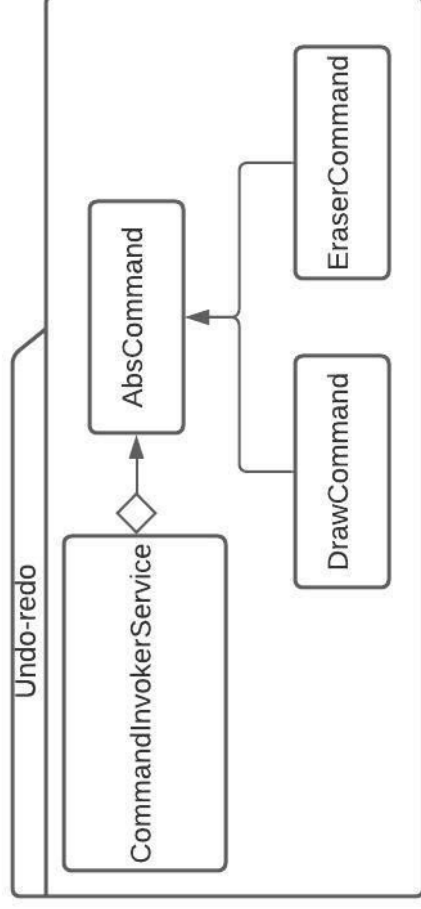 Undo-redo
CommandInvokerService
AbsCommand
DrawCommand
EraserCommand